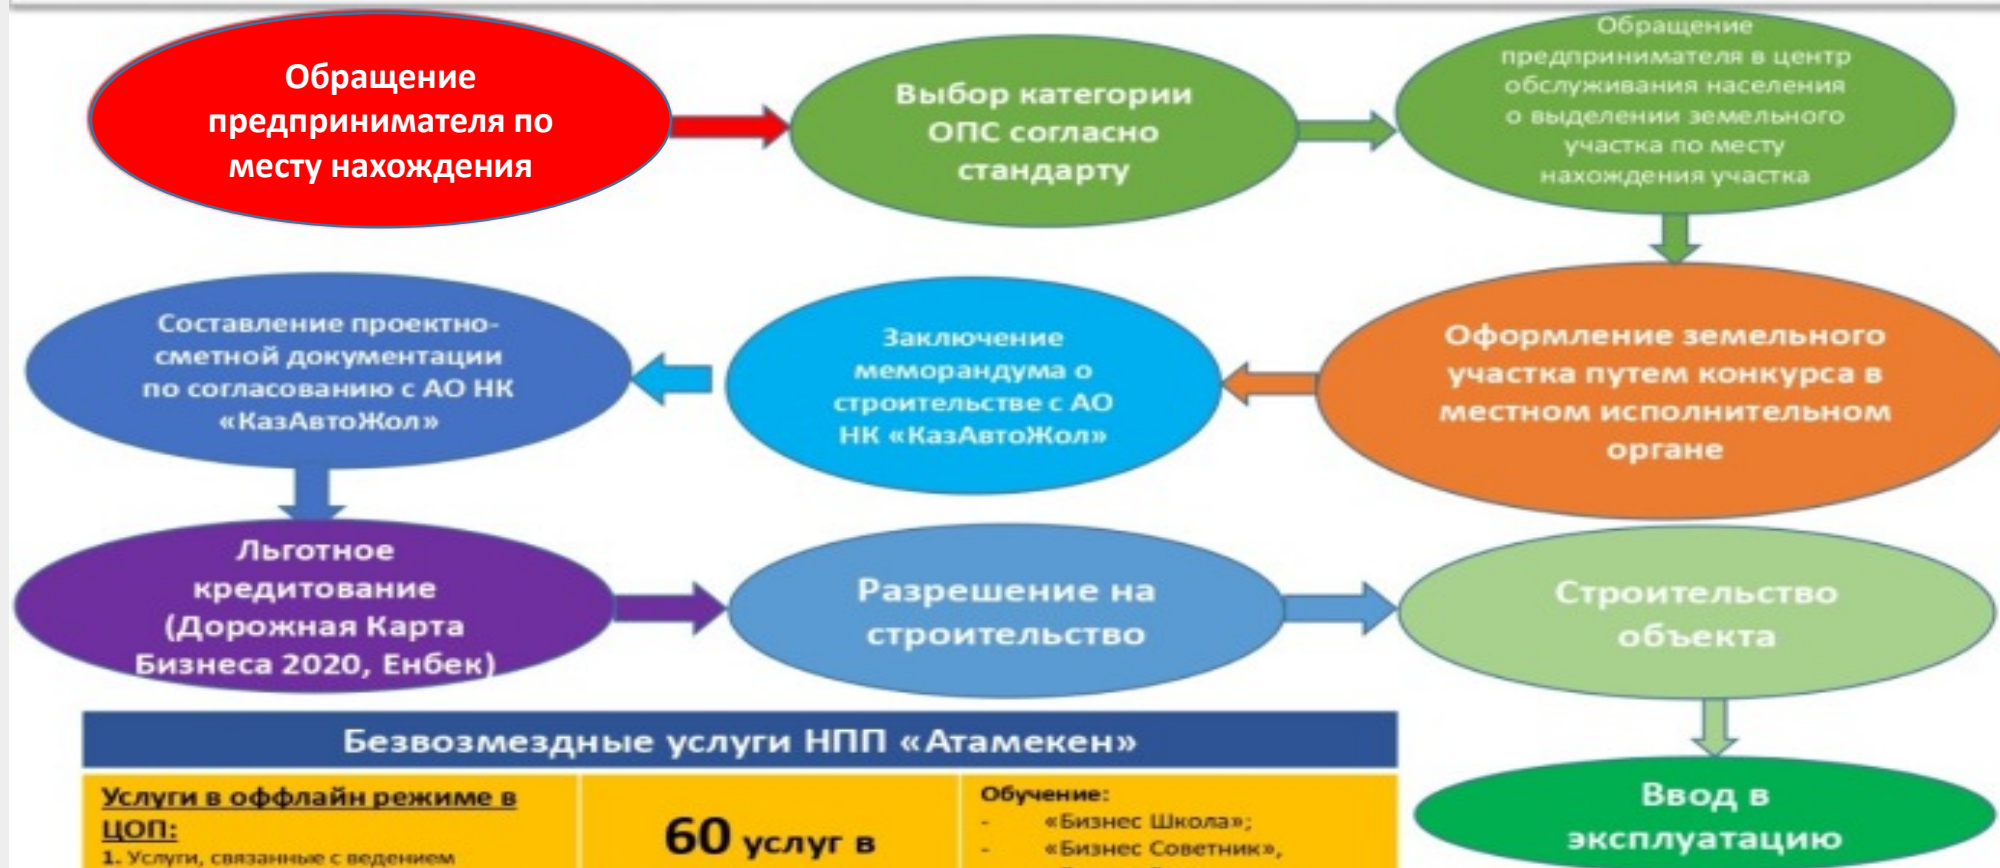 Обращение
предпринимателя по
месту нахождения
Выбор категории
ОПС согласно
стандарту
Обращение
предпринимателя в центр
обслуживания населения
о выделении земельного
участка по месту
нахождения участка
Оформление земельного
участка путем конкурса в
местном исполнительном
органе
Заключение
меморандума о
строительстве с АО
НК «КазАвтоЖол»
Составление проектно-
сметной документации
по согласованию с АО НК
«КазАвтоЖол»
Льготное
кредитование
(Дорожная Карта
Бизнеса 2020, Енбек)
Разрешение на
строительство
Строительство
объекта
Ввод в
эксплуатацию
Безвозмездные услуги НПП «Атамекен»
Услуги в оффлайн режиме в
ЦОП:
1. Услуги, связанные с ведением
60 услуг в
Обучение:
- «Бизнес Школа»;
- «Бизнес Советник»,